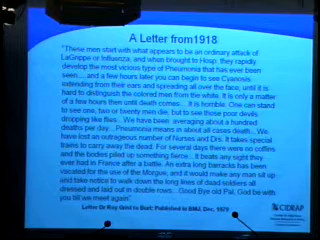 A Letter from1918
"These men start with what appears to be an ordinary attack of
LaGrippe or Influenza, and when brought to Hosp. they rapidly
develop the most vicious type of Pneumonia that has ever been
seen.....and a few hours later you can begin to see Cyanosis
extending from their ears and spreading all over the face, until it is
hard to distinguish the colored men from the white. It is only a matter
of a few hours then until death comes....It is horrible. One can stand
to see one, two or twenty men die, but to see these poor devils
dropping like flies...We have been averaging about a hundred
deaths per day...Pneumonia means in about all cases death...We
have lost an outrageous number of Nurses and Drs. It takes special
trains to carry away the dead. For several days there were no coffins
and the bodies piled up something fierce...It beats any sight they
ever had in France after a battle. An extra long barracks has been
vacated for the use of the Morgue, and it would make any man sit up
and take notice to walk down the long lines of dead soldiers all
dressed and laid out in double rows...Good Bye old Pal, God be with
you till we meet again"
Letter Dr Roy Grist to Burt: Published in BMJ, Dec, 1979
CIDRAP